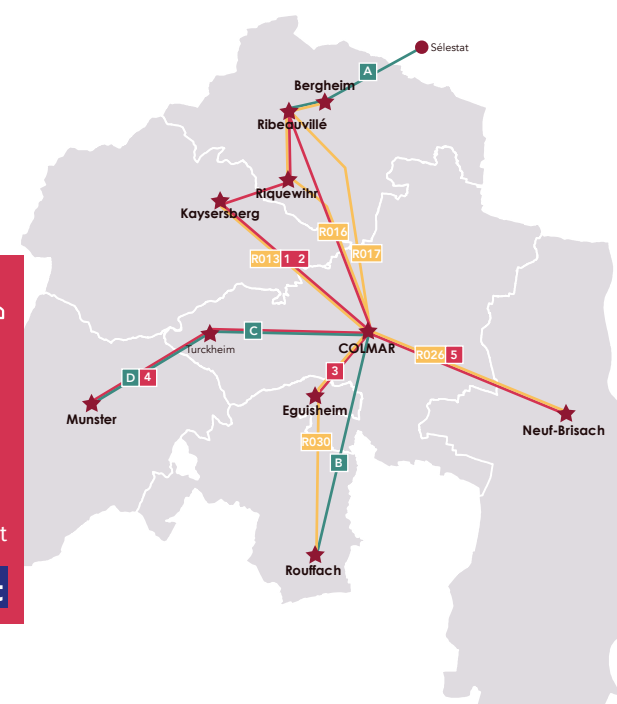 Sélestat
A
Bergheim
Ribeauvillé
Riquewihr
Kaysersberg
R016
R017
R013 1 2
C
Turckheim
COLMAR
R026 5
D 4
3
Munster
Eguisheim
Neuf-Brisach
R030
B
Rouffach
t